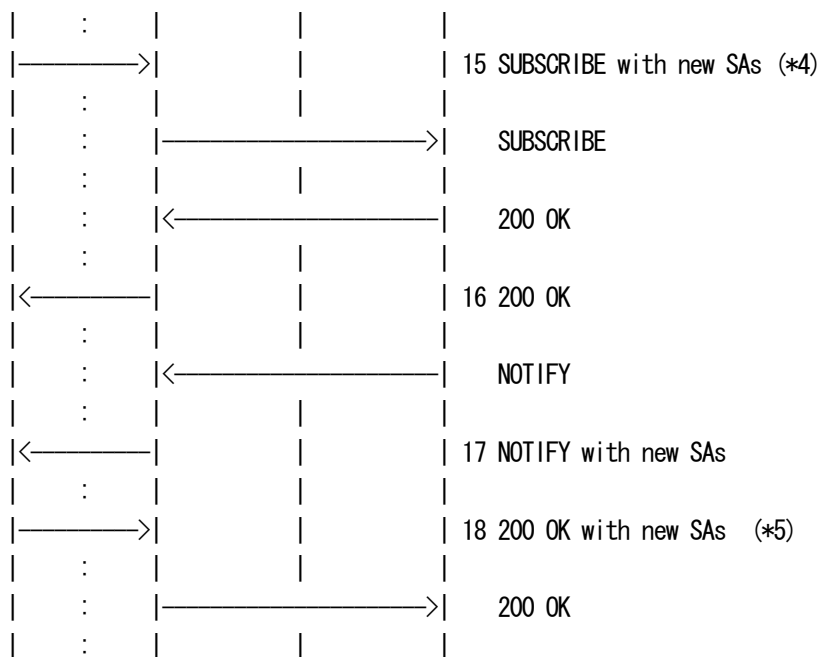 15 SUBSCRIBE with new SAs (*4)
SUBSCRIBE
200 OK
16 200 OK
NOTIFY
17 NOTIFY with new SAs
18 200 OK with new SAs (*5)
200 OK